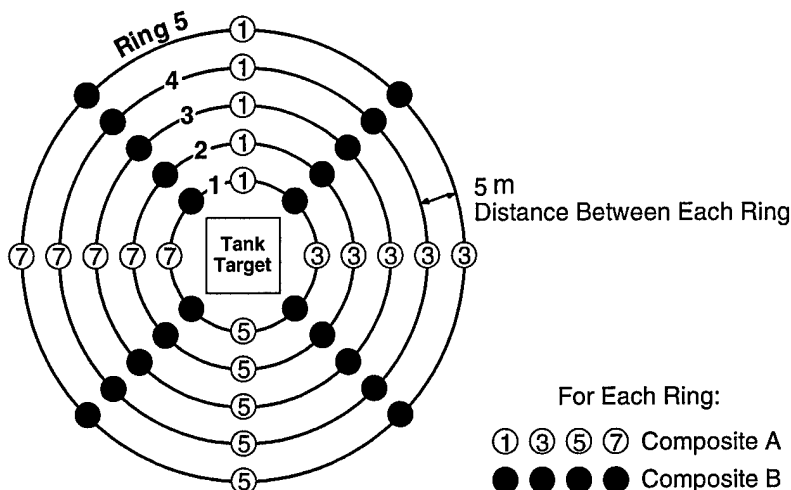 Ring 5
1
4
1
3
1
2
1
1
1
5 m
Distance Between Each Ring
7 7 7 7 7
Tank
Target
3 3 3 3 3
5
5
5
5
5
For Each Ring:
1 3 5 7 Composite A
Composite B